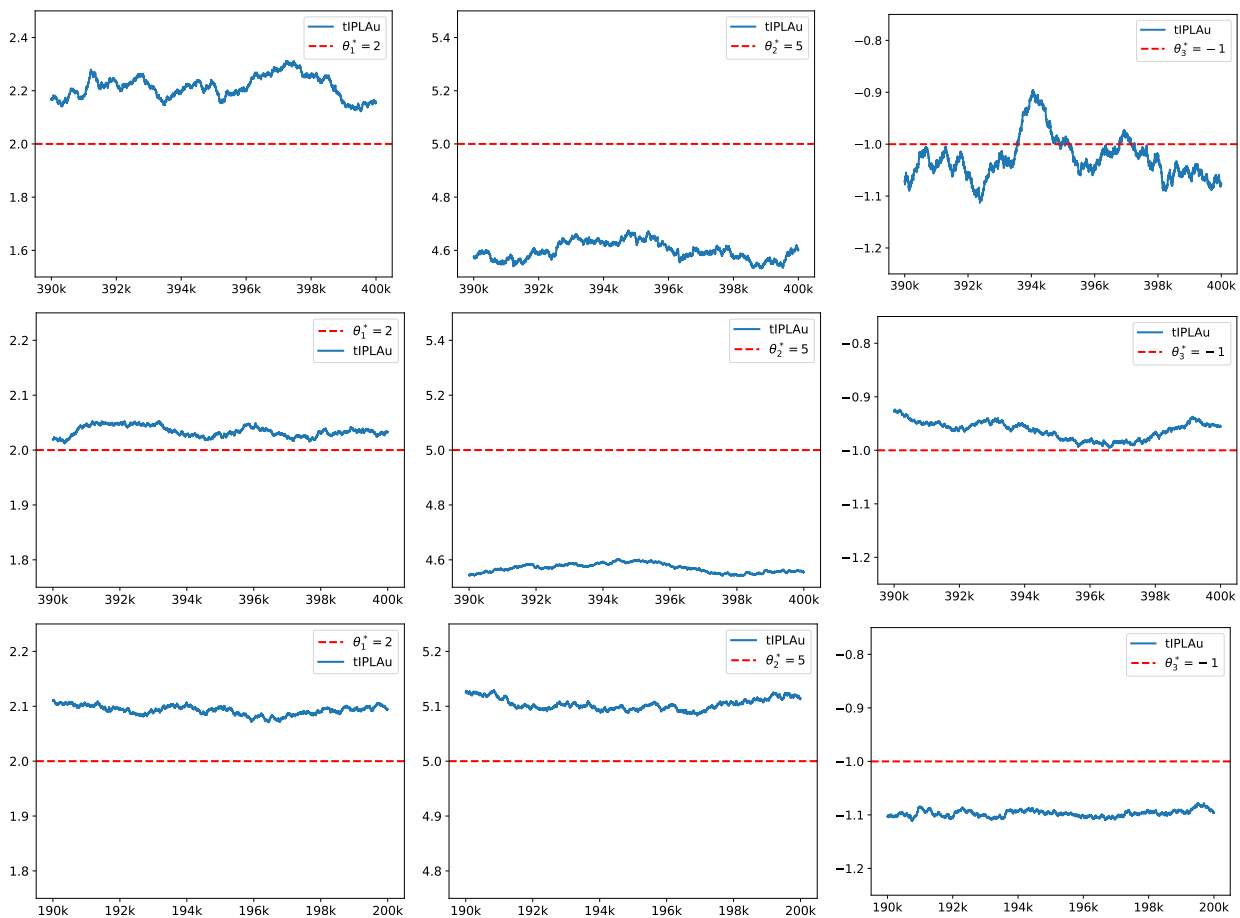 2.4
2.2
2.0
1.8
1.6
390k 392k 394k 396k 398k 400k
tIPLAu
θ₁* = 2
5.4
5.2
5.0
4.8
4.6
390k 392k 394k 396k 398k 400k
tIPLAu
θ₂* = 5
−0.8
−0.9
−1.0
−1.1
−1.2
390k 392k 394k 396k 398k 400k
tIPLAu
θ₃* = −1
2.2
2.1
2.0
1.9
1.8
390k 392k 394k 396k 398k 400k
θ₁* = 2
tIPLAu
5.4
5.2
5.0
4.8
4.6
390k 392k 394k 396k 398k 400k
tIPLAu
θ₂* = 5
−0.8
−0.9
−1.0
−1.1
−1.2
390k 392k 394k 396k 398k 400k
tIPLAu
θ₃* = −1
2.2
2.1
2.0
1.9
1.8
190k 192k 194k 196k 198k 200k
θ₁* = 2
tIPLAu
5.2
5.1
5.0
4.9
4.8
190k 192k 194k 196k 198k 200k
tIPLAu
θ₂* = 5
−0.8
−0.9
−1.0
−1.1
−1.2
190k 192k 194k 196k 198k 200k
tIPLAu
θ₃* = −1